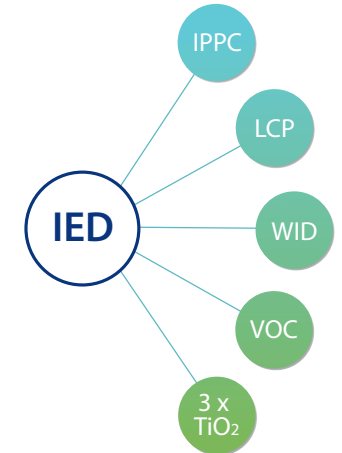 IPPC
LCP
IED
WID
VOC
3 x
TiO₂